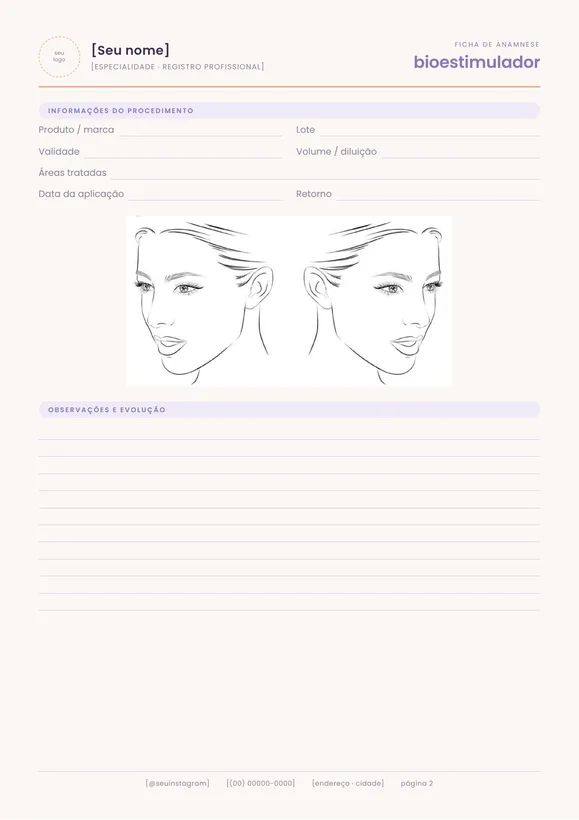 seu
logo
[Seu nome]
[ESPECIALIDADE · REGISTRO PROFISSIONAL]
FICHA DE ANAMNESE
bioestimulador
INFORMAÇÕES DO PROCEDIMENTO
Produto / marca
Lote
Validade
Volume / diluição
Áreas tratadas
Data da aplicação
Retorno
OBSERVAÇÕES E EVOLUÇÃO
[@seuinstagram] [(00) 00000-0000] [endereço · cidade] página 2